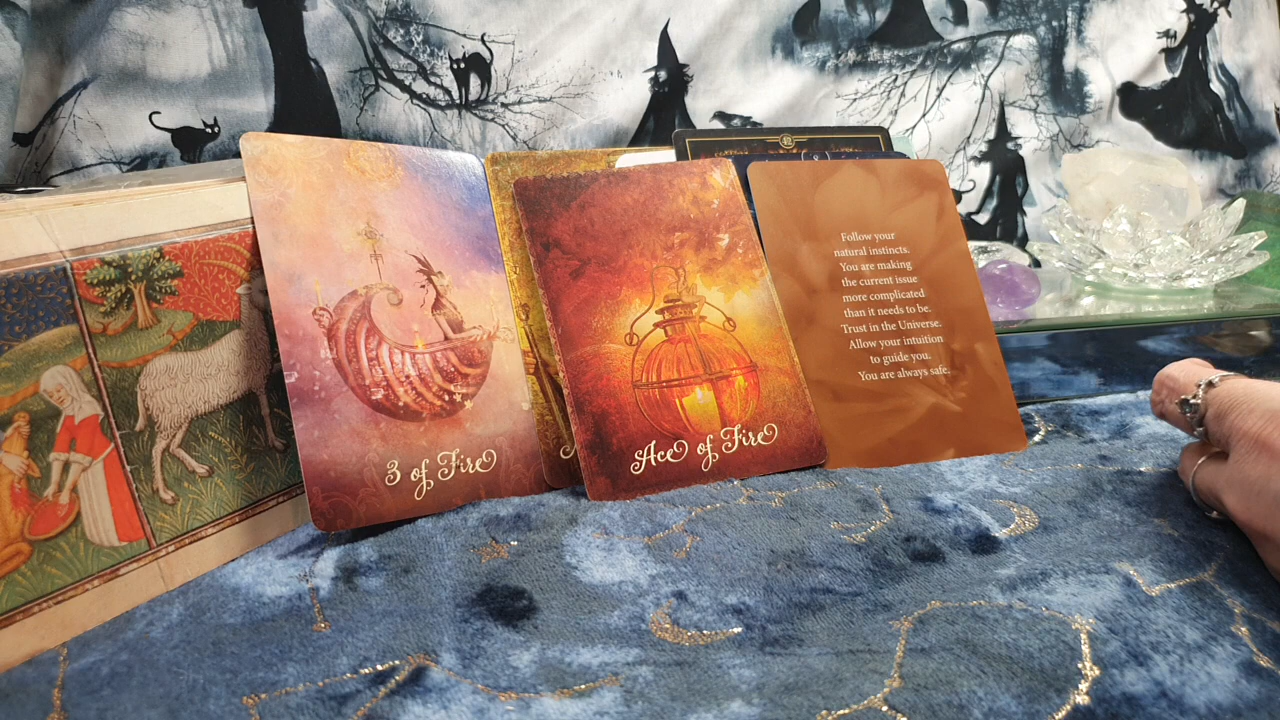 3 of Fire
Ace of Fire
Follow your
natural instincts.
You are making
the current issue
more complicated
than it needs to be.
Trust in the Universe.
Allow your intuition
to guide you.
You are always safe.